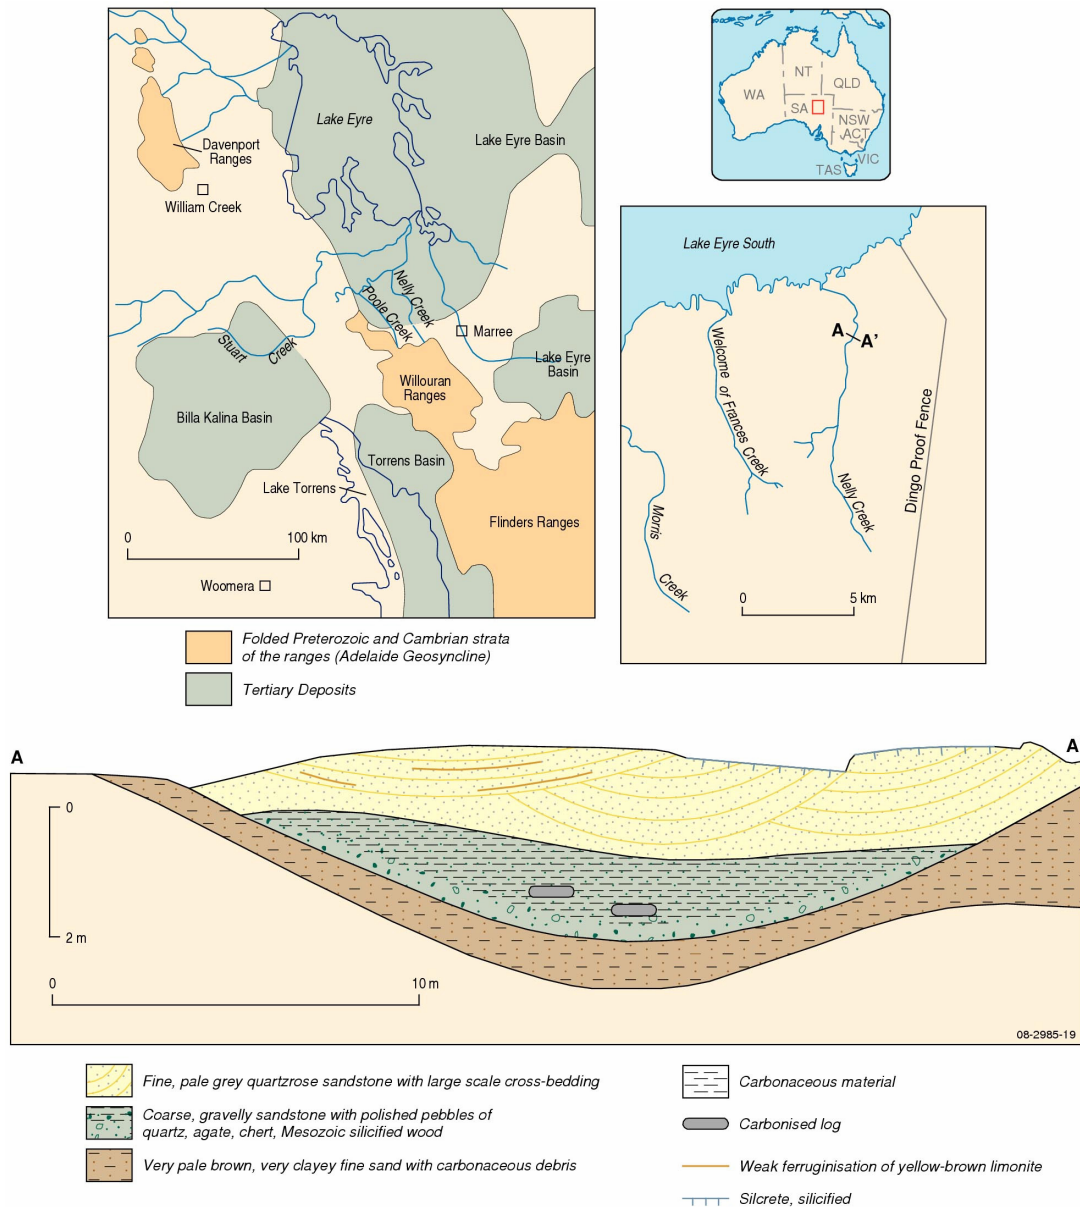 Lake Eyre
Lake Eyre Basin
Davenport
Ranges
William Creek
Nelly Creek
Poole Creek
Marree
Stuart Creek
Lake Eyre
Basin
Willouran
Ranges
Billa Kalina Basin
Torrens Basin
Lake Torrens
Flinders Ranges
0 100 km
Woomera
Folded Preterozoic and Cambrian strata
of the ranges (Adelaide Geosyncline)
Tertiary Deposits
NT
QLD
WA
SA
NSW
ACT
VIC
TAS
Lake Eyre South
A
A’
Welcome of Frances Creek
Dingo Proof Fence
Nelly Creek
Morris Creek
0 5 km
A
A
0
2 m
0 10 m
08-2985-19
Fine, pale grey quartzrose sandstone with large scale cross-bedding
Coarse, gravelly sandstone with polished pebbles of
quartz, agate, chert, Mesozoic silicified wood
Very pale brown, very clayey fine sand with carbonaceous debris
Carbonaceous material
Carbonised log
Weak ferruginisation of yellow-brown limonite
Silcrete, silicified